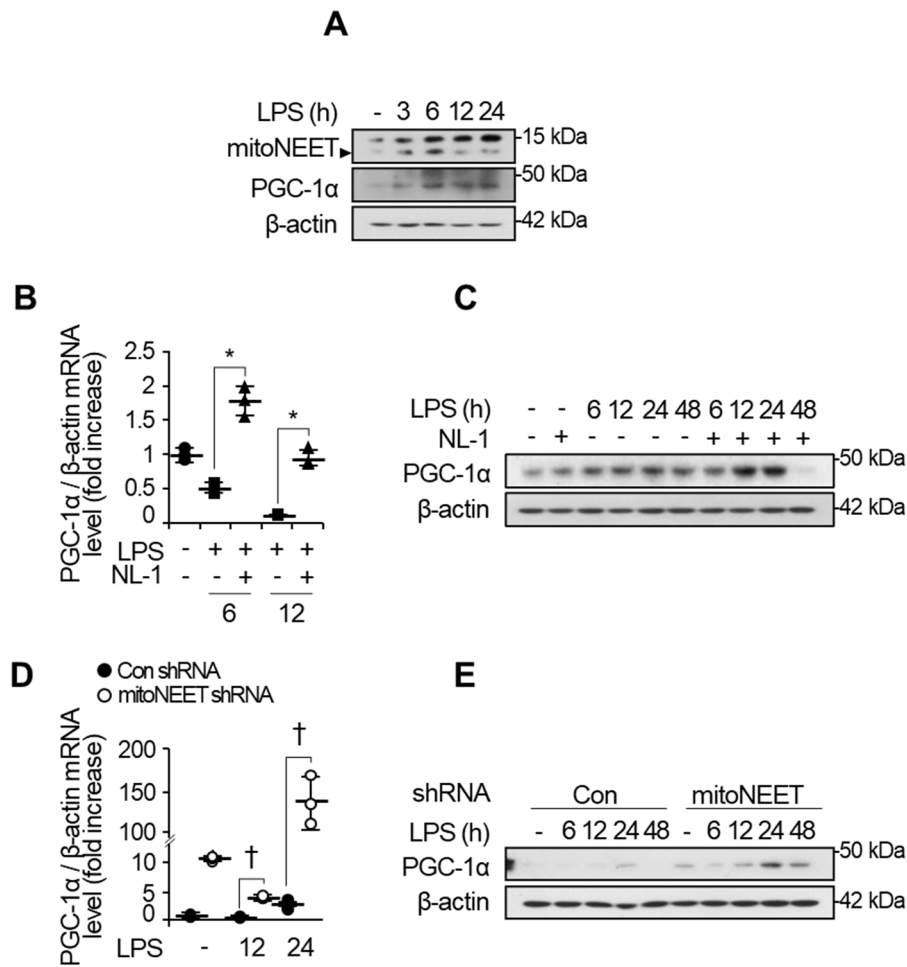 A
LPS (h) - 3 6 12 24
mitoNEET -15 kDa
PGC-1α -50 kDa
β-actin -42 kDa
B
PGC-1α / β-actin mRNA
level (fold increase)
2.5
2
1.5
1
0.5
0
* *
LPS - + + + +
NL-1 - - + - +
6 12
C
LPS (h) - - 6 12 24 48 6 12 24 48
NL-1 - + - - - - + + + +
PGC-1α -50 kDa
β-actin -42 kDa
D
Con shRNA
mitoNEET shRNA
PGC-1α / β-actin mRNA
level (fold increase)
200
150
100
10
5
0
† †
LPS - 12 24
E
shRNA Con mitoNEET
LPS (h) - 6 12 24 48 - 6 12 24 48
PGC-1α -50 kDa
β-actin -42 kDa